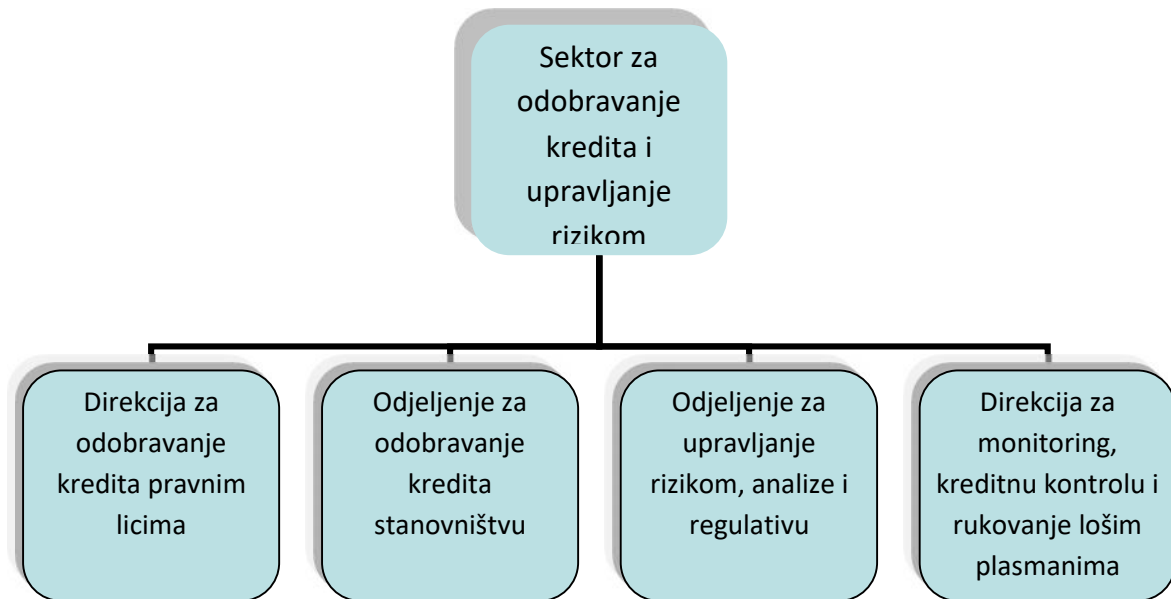 Sektor za
odobravanje
kredita i
upravljanje
rizikom
Direkcija za
odobravanje
kredita pravnim
licima
Odjeljenje za
odobravanje
kredita
stanovništvu
Odjeljenje za
upravljanje
rizikom, analize i
regulativu
Direkcija za
monitoring,
kreditnu kontrolu i
rukovanje lošim
plasmanima